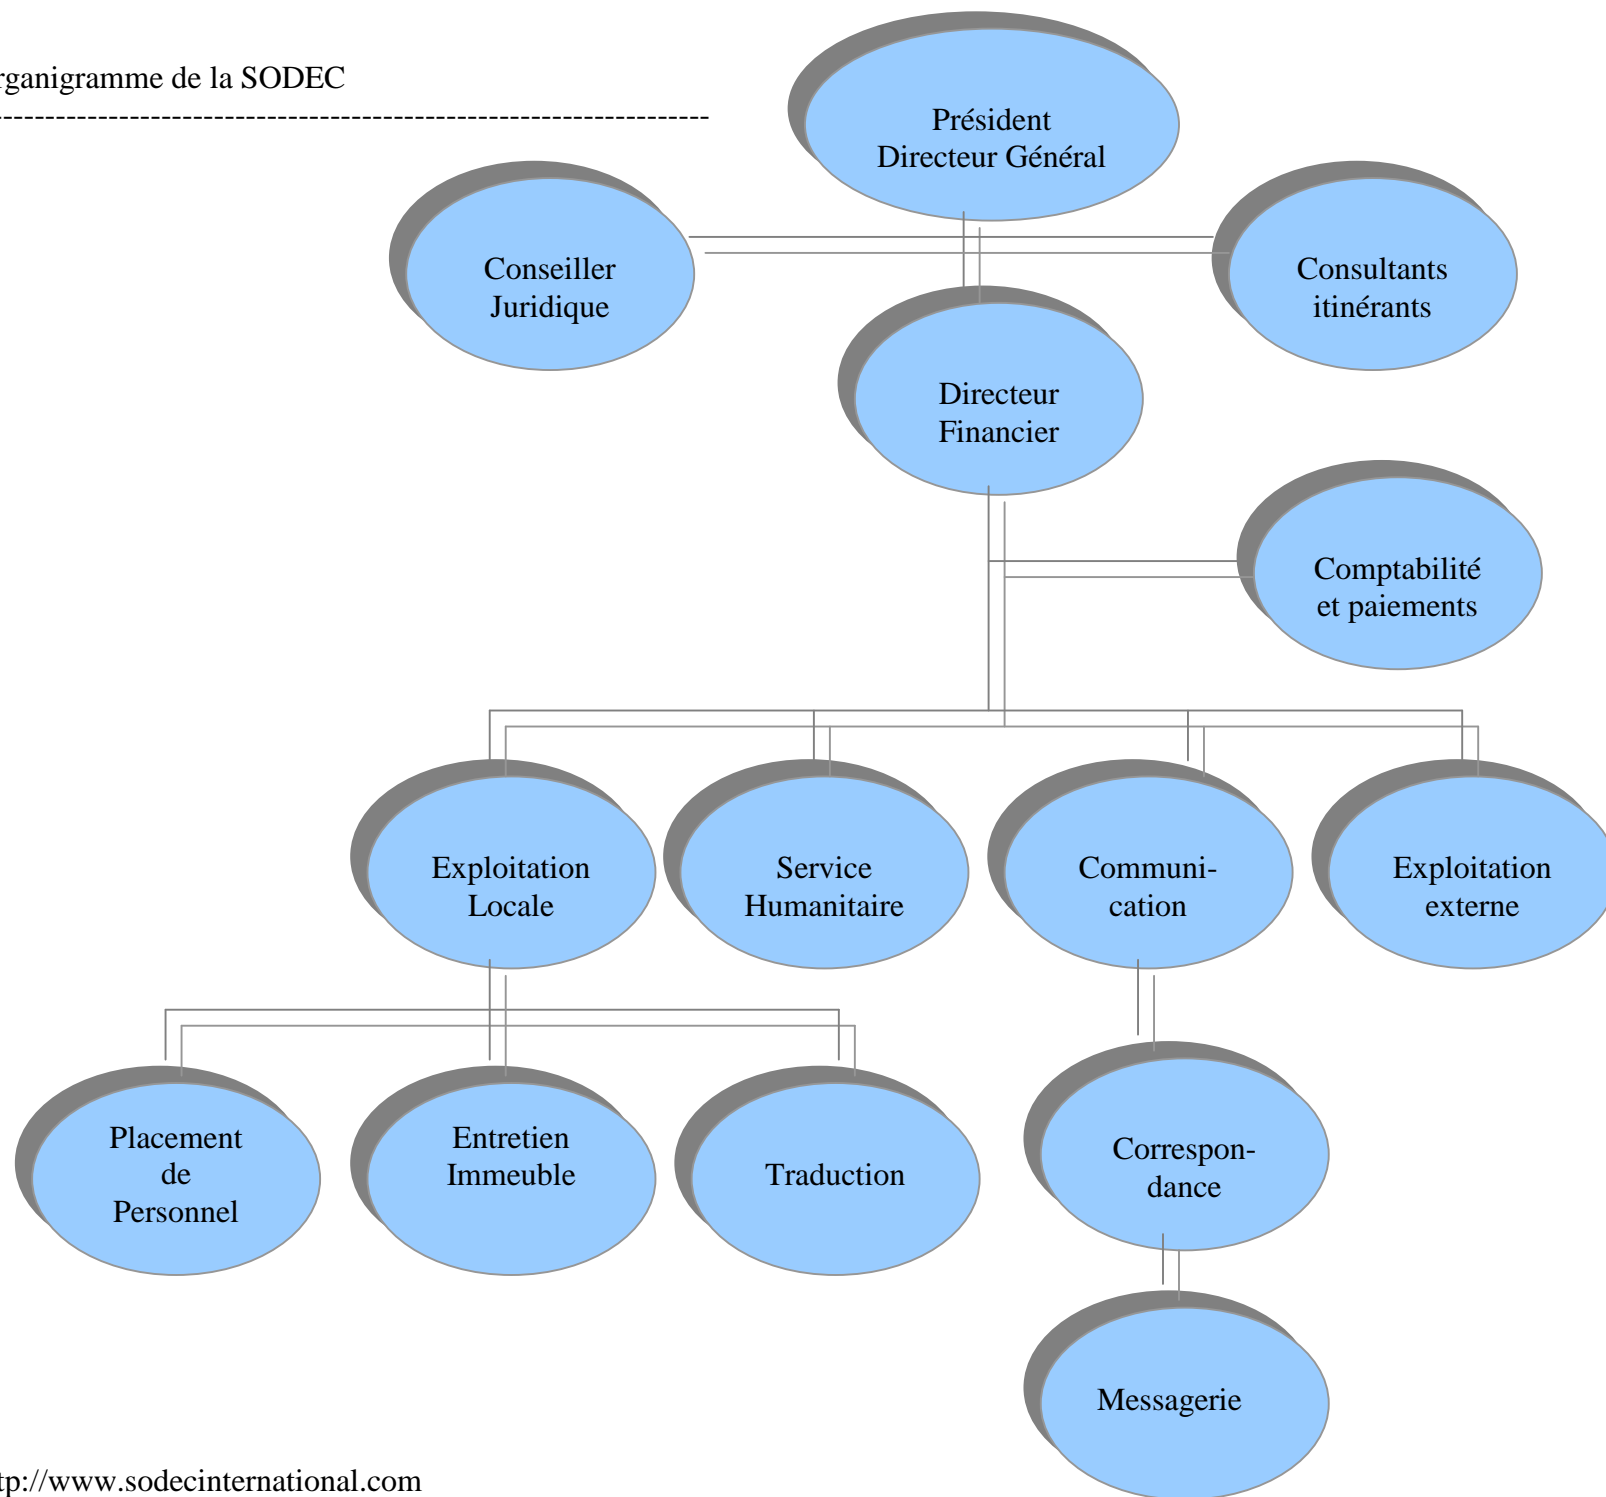 rganigramme de la SODEC
Président
Directeur Général
Conseiller
Juridique
Consultants
itinérants
Directeur
Financier
Comptabilité
et paiements
Exploitation
Locale
Service
Humanitaire
Communi-
cation
Exploitation
externe
Placement
de
Personnel
Entretien
Immeuble
Traduction
Correspon-
dance
Messagerie
tp://www.sodecinternational.com